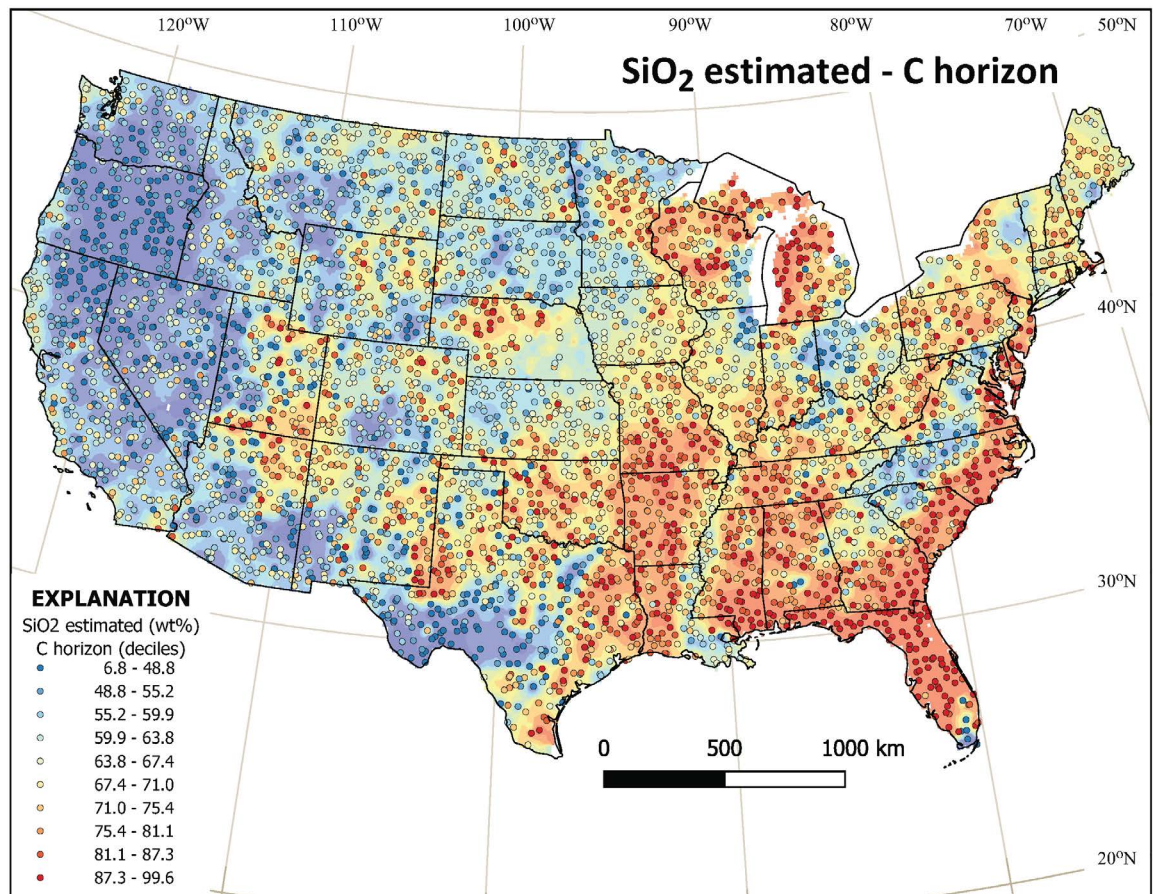 120°W 110°W 100°W 90°W 80°W 70°W 50°N
SiO2 estimated - C horizon
40°N
30°N
EXPLANATION
SiO2 estimated (wt%)
C horizon (deciles)
6.8 - 48.8
48.8 - 55.2
55.2 - 59.9
59.9 - 63.8
63.8 - 67.4
67.4 - 71.0
71.0 - 75.4
75.4 - 81.1
81.1 - 87.3
87.3 - 99.6
0 500 1000 km
20°N